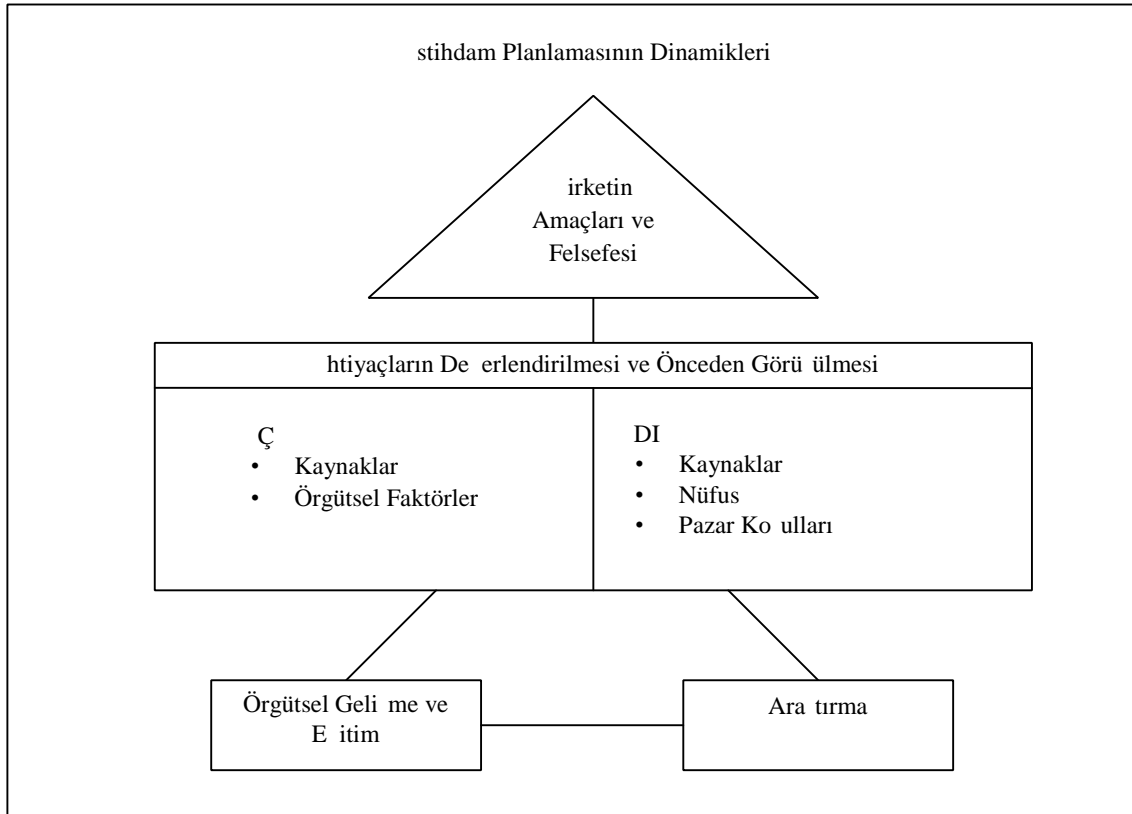 stihdam Planlamasının Dinamikleri
irketin
Amaçları ve
Felsefesi
htiyaçların De erlendirilmesi ve Önceden Görü ülmesi
Ç
• Kaynaklar
• Örgütsel Faktörler
DI
• Kaynaklar
• Nüfus
• Pazar Ko ulları
Örgütsel Geli me ve
E itim
Ara tırma